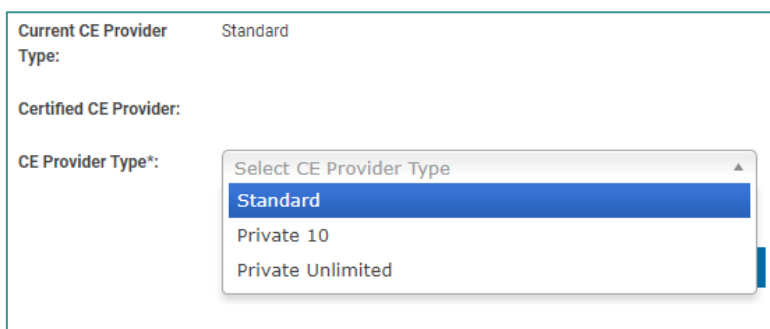 Current CE Provider Type: Standard
Certified CE Provider:
CE Provider Type*: Select CE Provider Type
Standard
Private 10
Private Unlimited